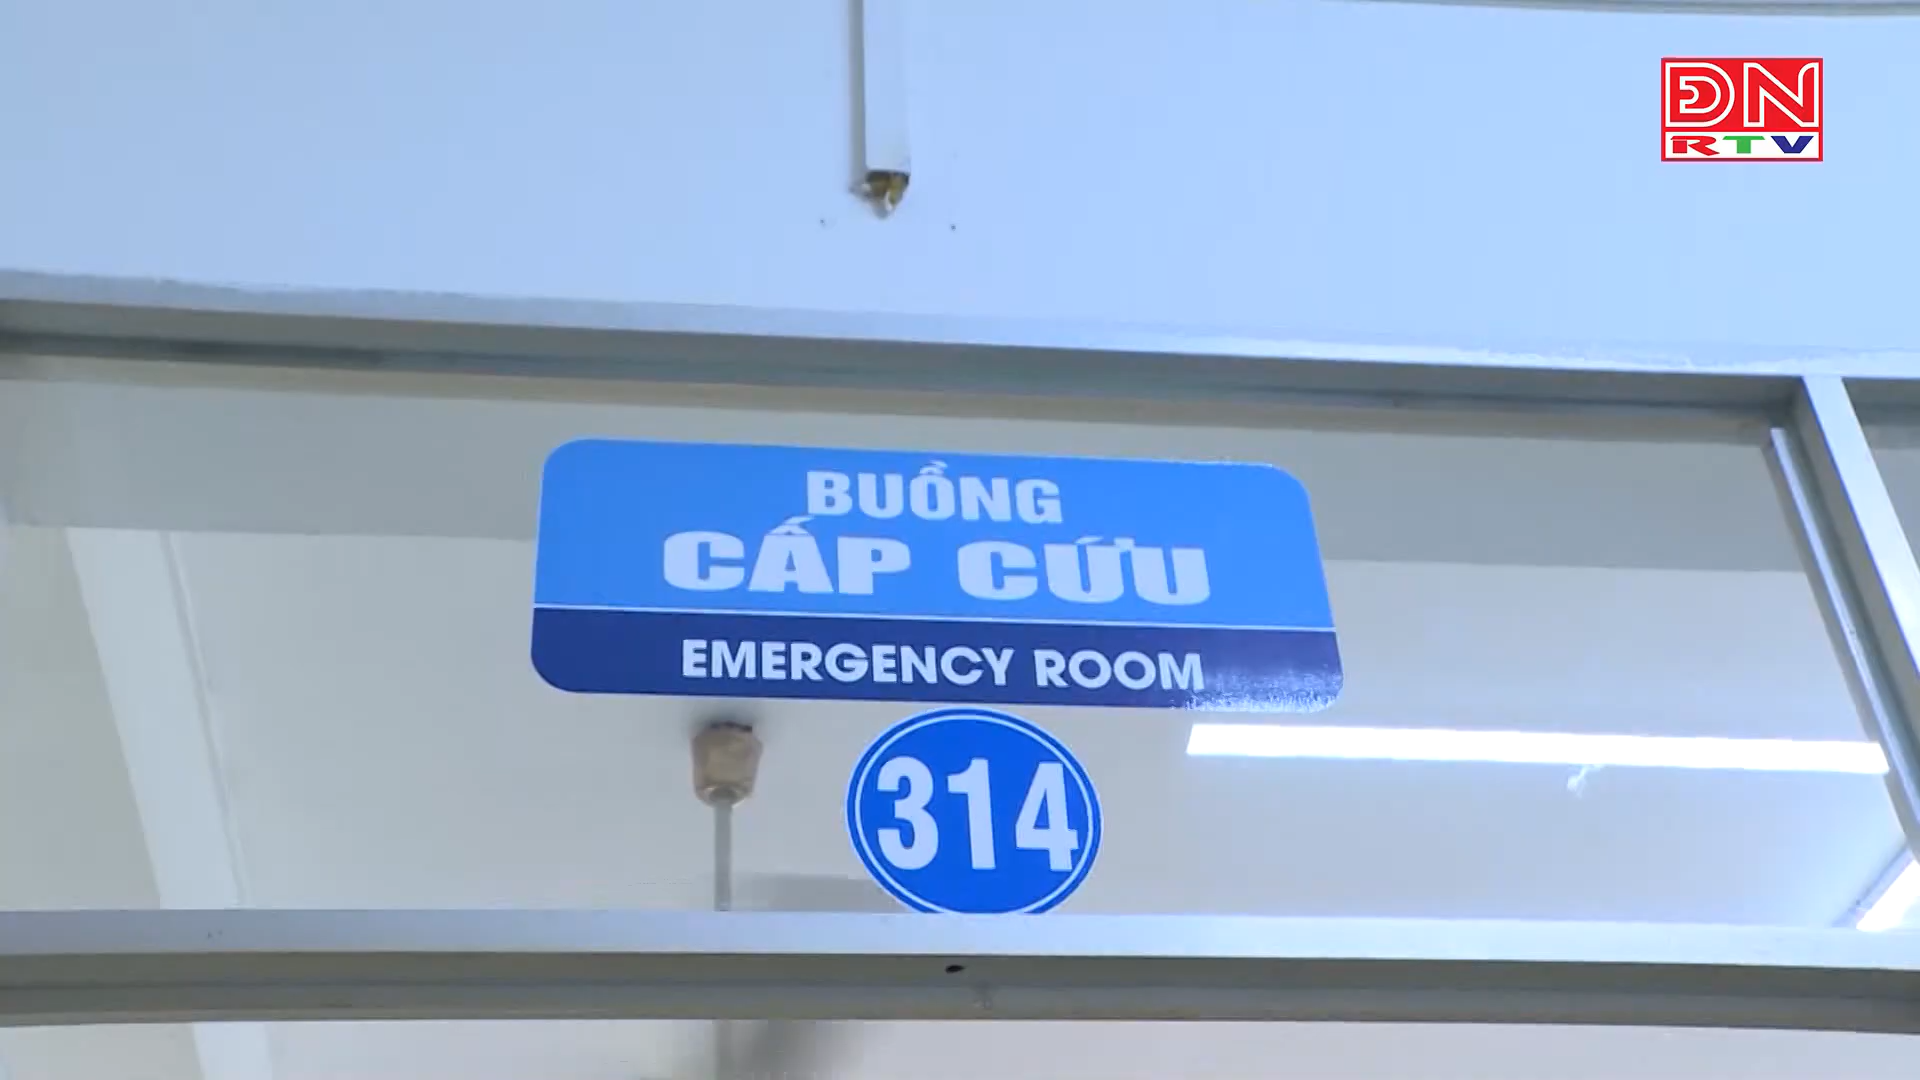 ĐN
RTV
BUỒNG
CẤP CỨU
EMERGENCY ROOM
314